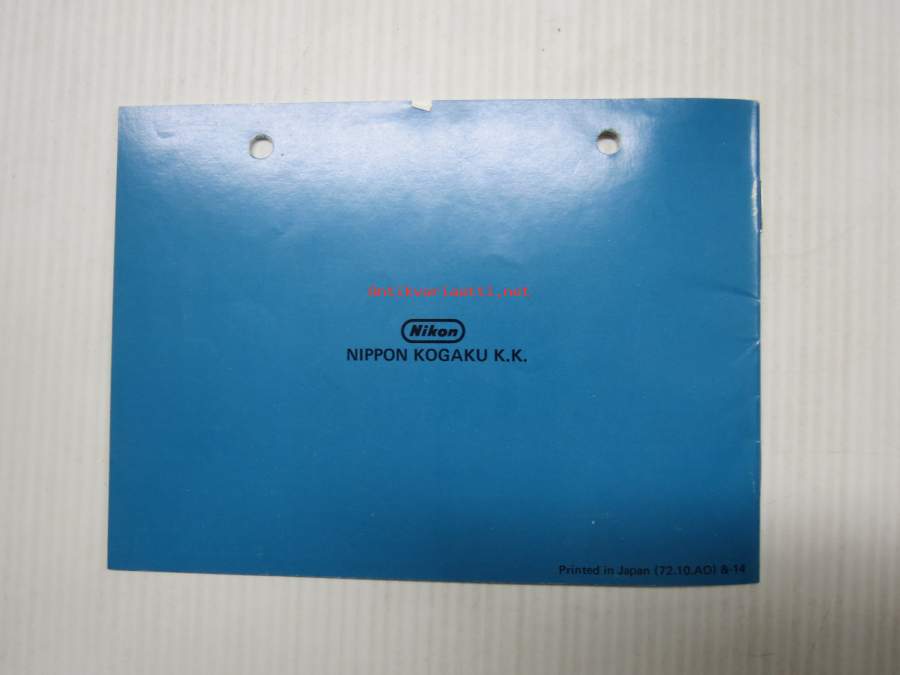 antikvariaatti.net
Nikon
NIPPON KOGAKU K.K.
Printed in Japan (72.10.AO) 8-14